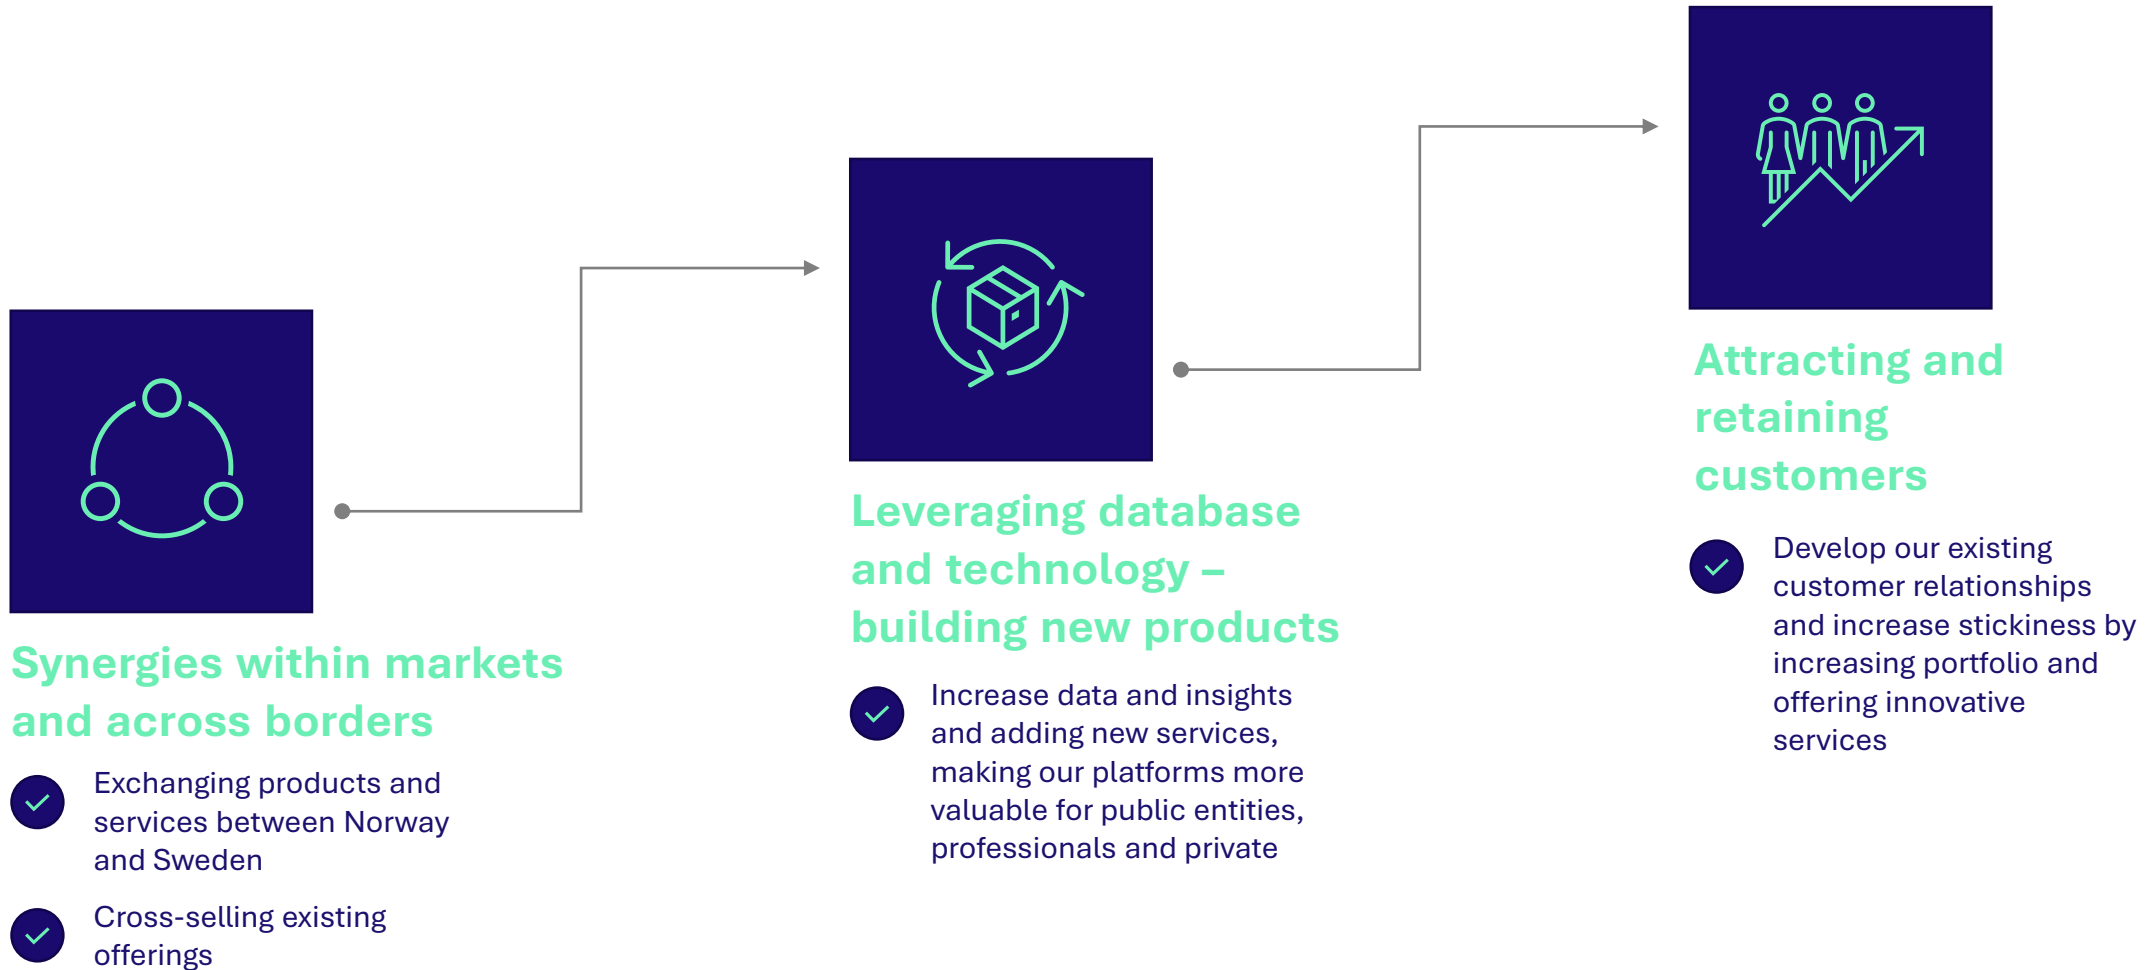 Synergies within markets
and across borders
Exchanging products and
services between Norway
and Sweden
Cross-selling existing
offerings
Leveraging database
and technology –
building new products
Increase data and insights
and adding new services,
making our platforms more
valuable for public entities,
professionals and private
Attracting and
retaining
customers
Develop our existing
customer relationships
and increase stickiness by
increasing portfolio and
offering innovative
services